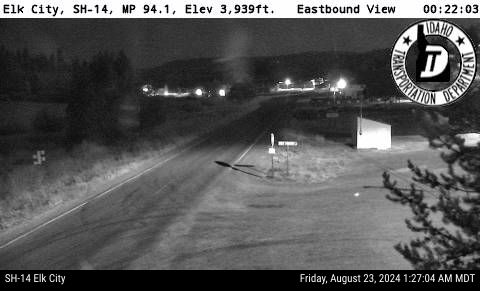 Elk City, SH-14, MP 94.1, Elev 3,939ft. Eastbound View 00:22:03
IDAHO
TRANSPORTATION DEPARTMENT
SH-14 Elk City Friday, August 23, 2024 1:27:04 AM MDT